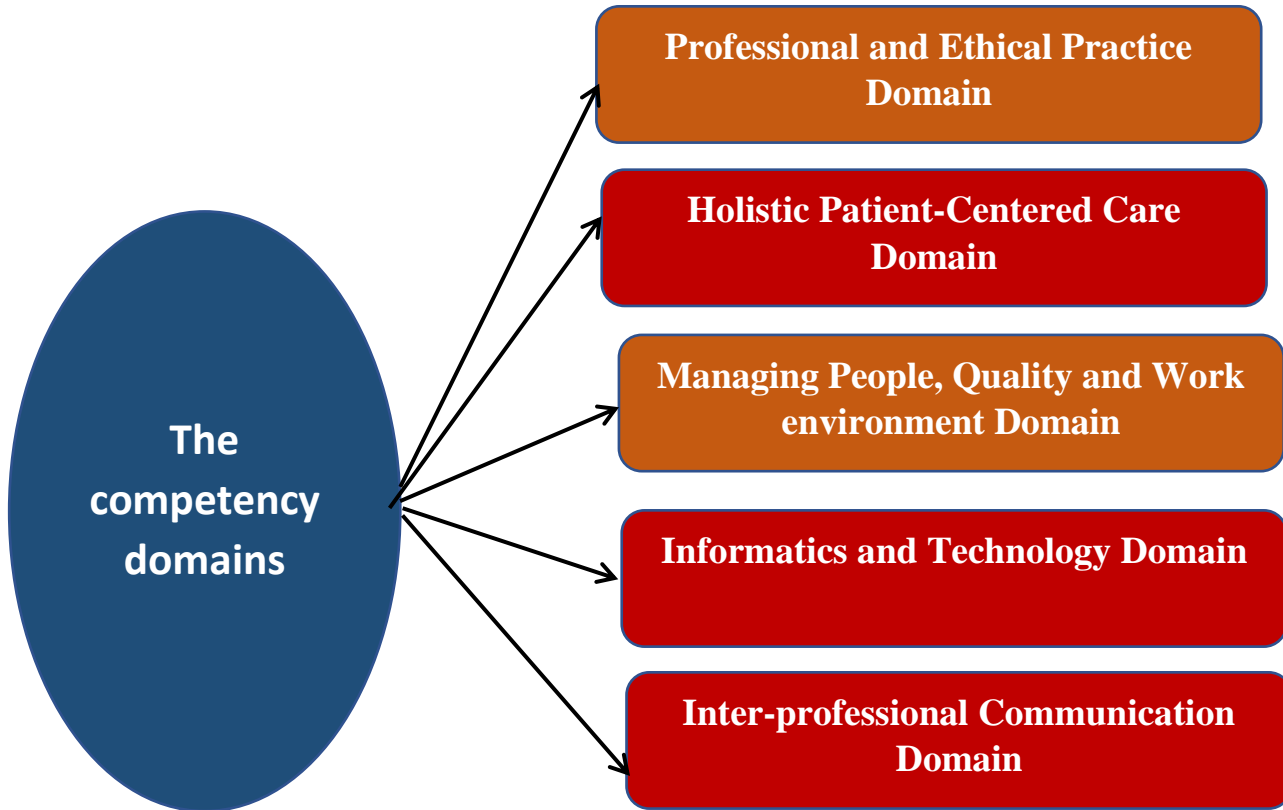 Professional and Ethical Practice
Domain
Holistic Patient-Centered Care
Domain
The
competency
domains
Managing People, Quality and Work
environment Domain
Informatics and Technology Domain
Inter-professional Communication
Domain